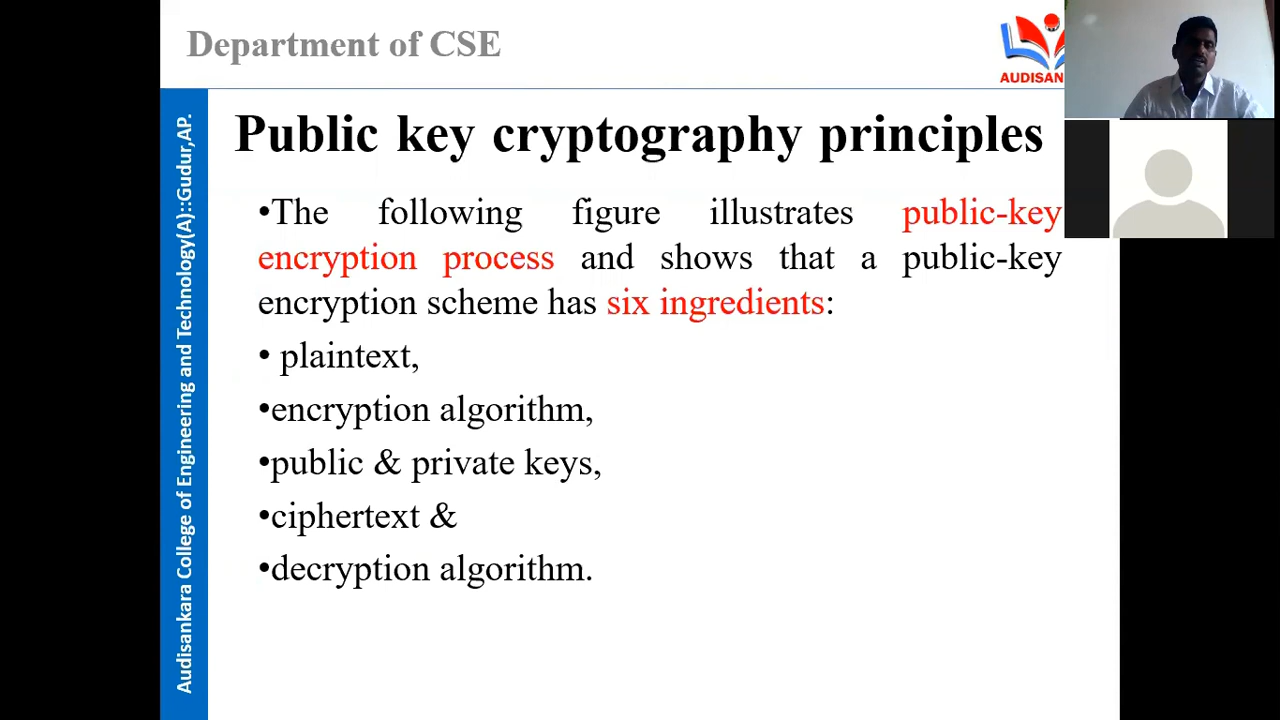 Department of CSE
AUDISAN
Audisankara College of Engineering and Technology(A)::Gudur,AP.
Public key cryptography principles
•The following figure illustrates public-key
encryption process and shows that a public-key
encryption scheme has six ingredients:
• plaintext,
•encryption algorithm,
•public & private keys,
•ciphertext &
•decryption algorithm.